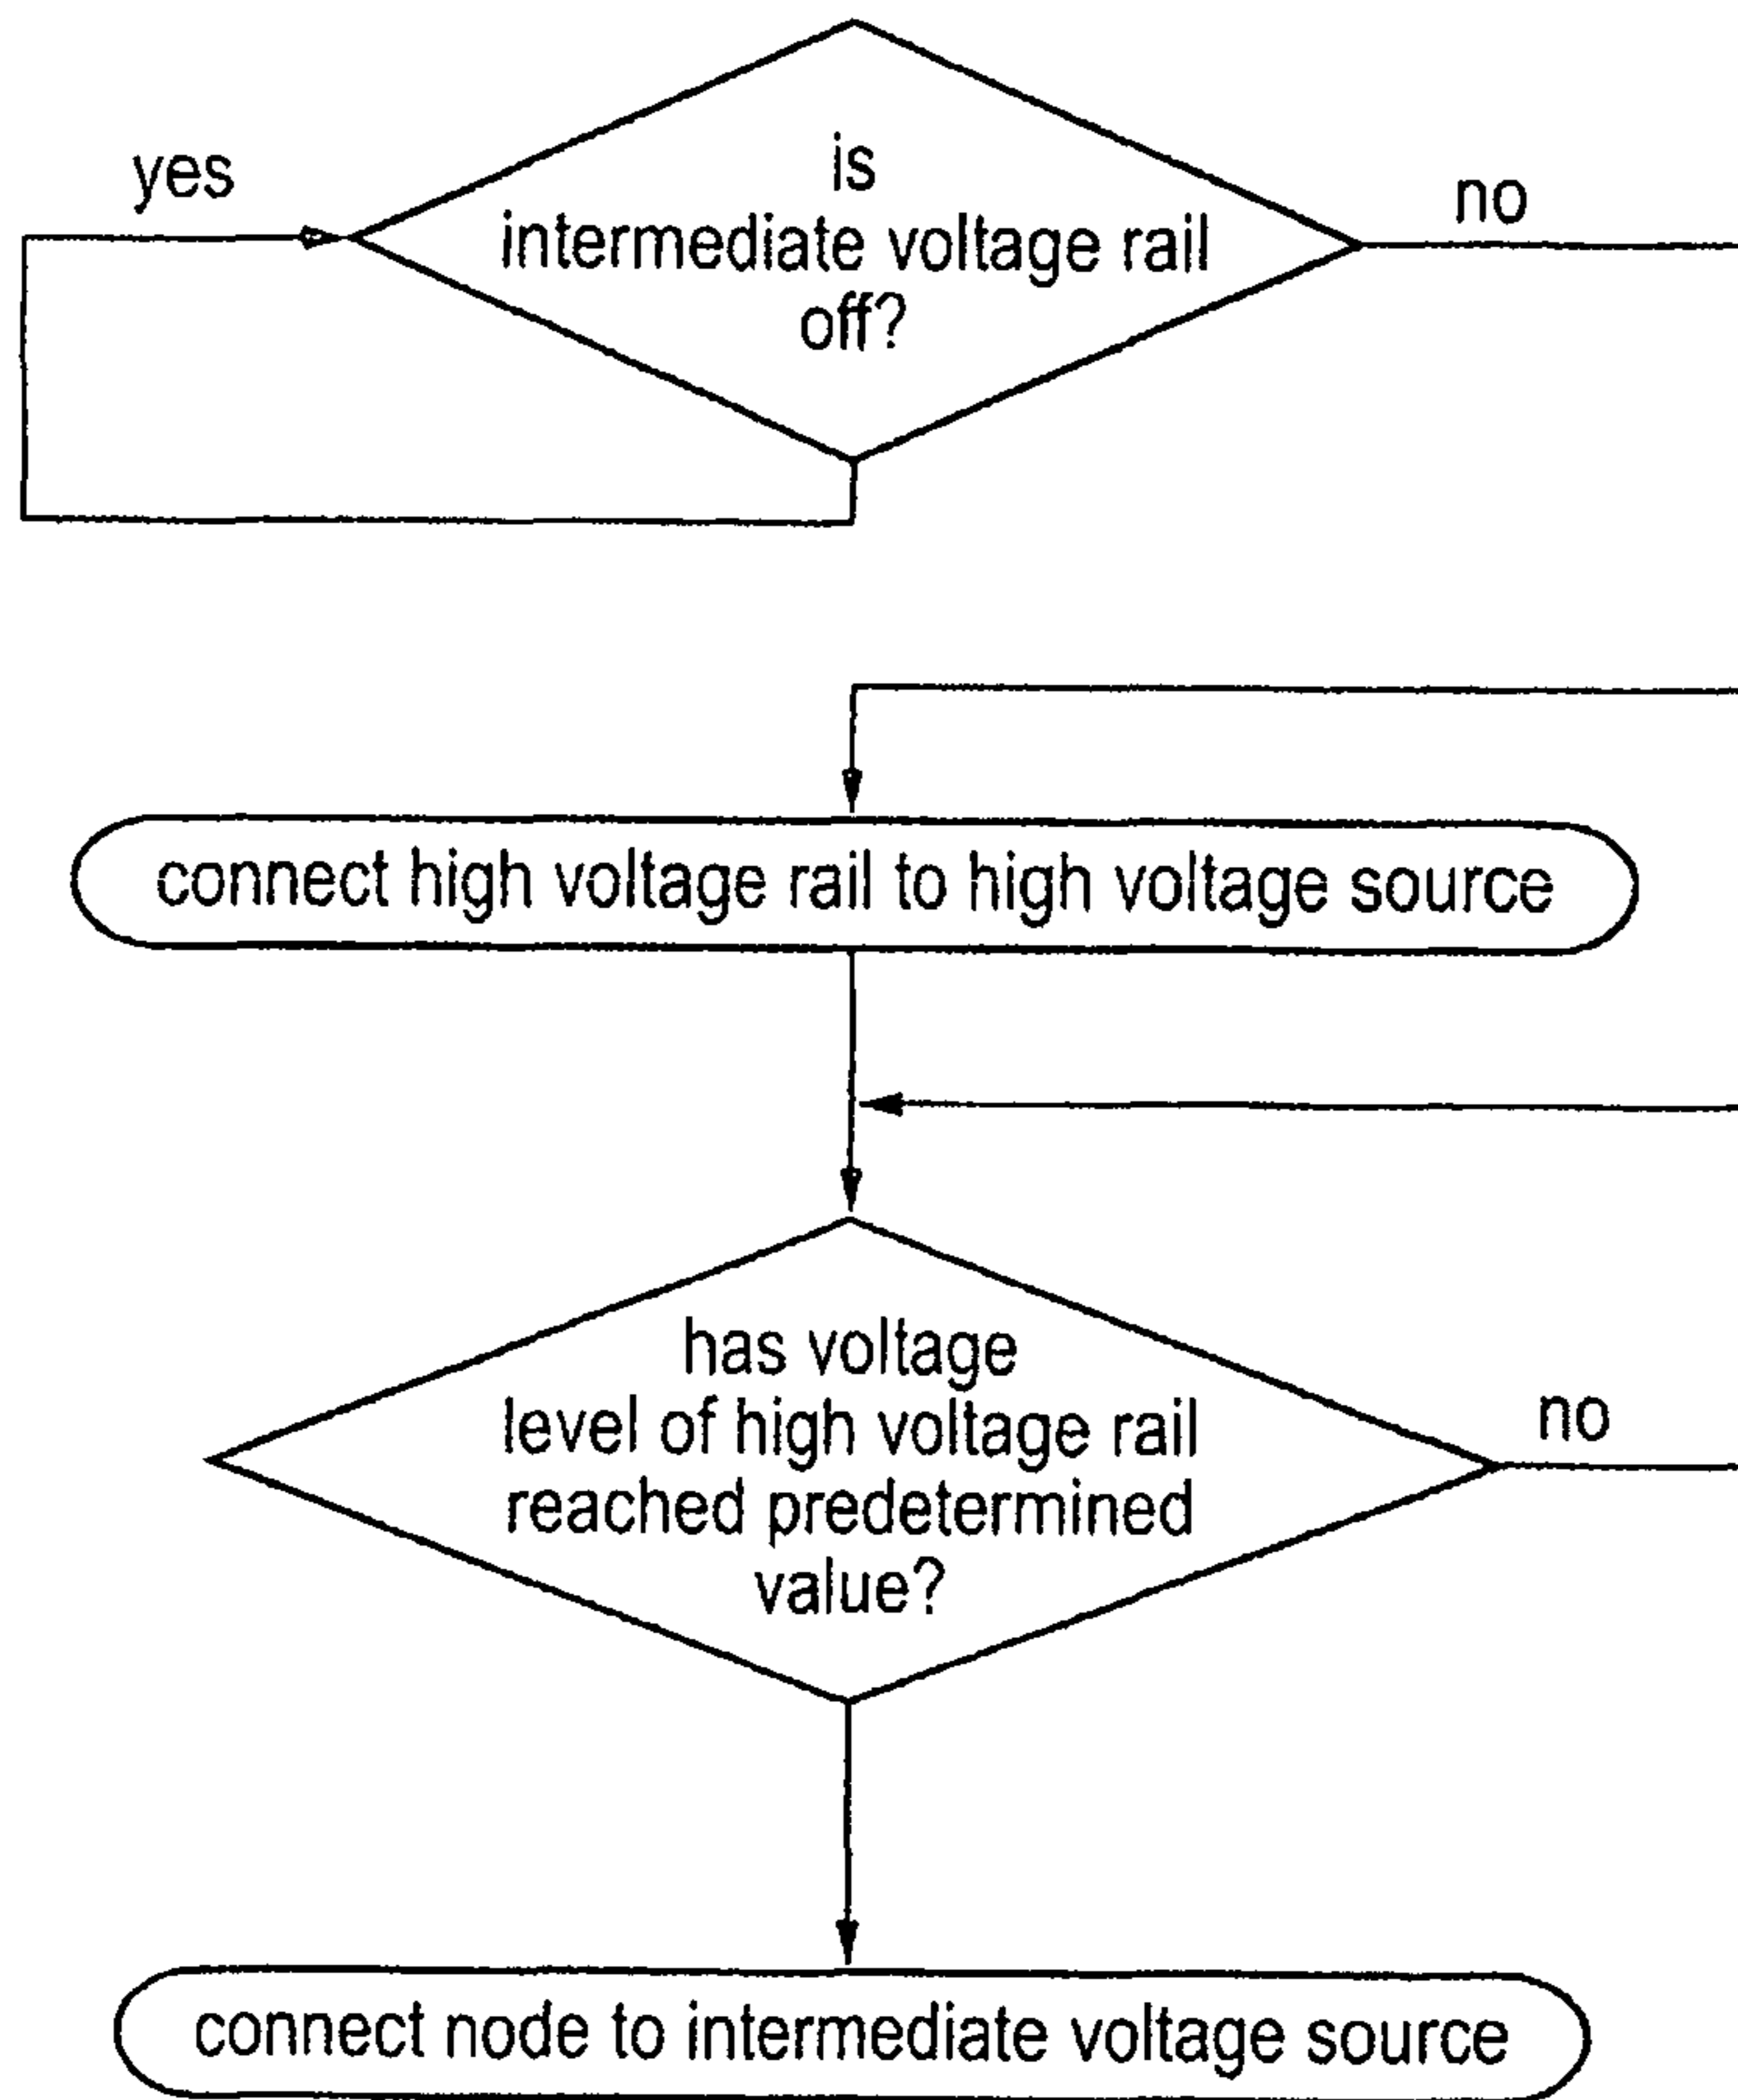 is
yes
intermediate voltage rail
no
off?
connect high voltage rail to high voltage source
has voltage
level of high voltage rail
no
reached predetermined
value?
connect node to intermediate voltage source